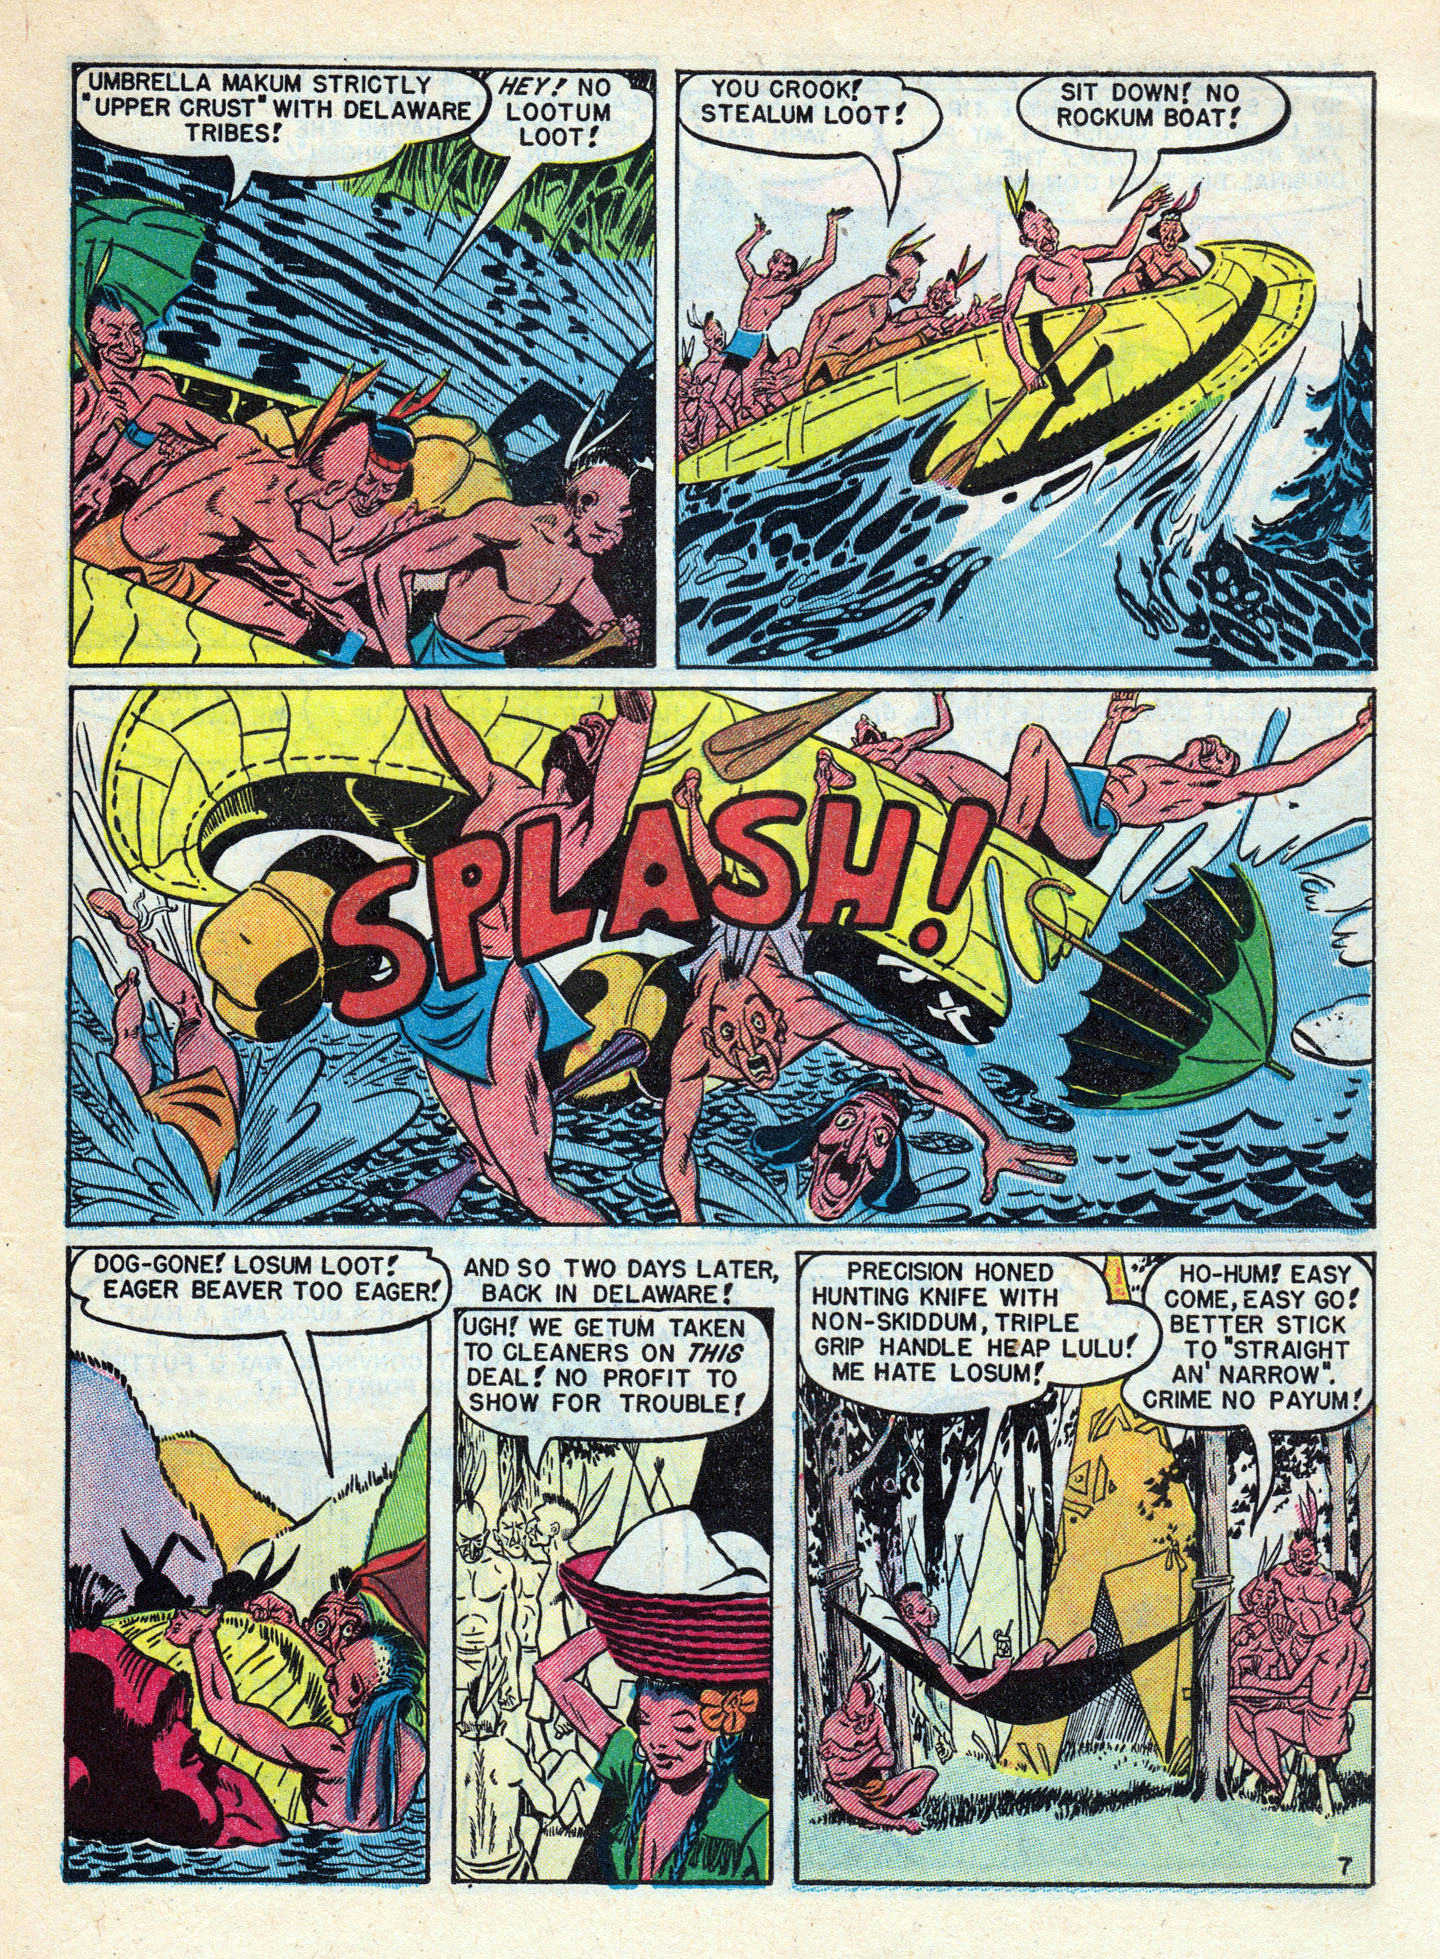 UMBRELLA MAKUM STRICTLY
"UPPER CRUST" WITH DELAWARE
TRIBES!
HEY! NO
LOOTUM
LOOT!
YOU CROOK!
STEALUM LOOT!
SIT DOWN! NO
ROCKUM BOAT!
SPLASH!
DOG-GONE! LOSUM LOOT!
EAGER BEAVER TOO EAGER!
AND SO TWO DAYS LATER,
BACK IN DELAWARE!
UGH! WE GETUM TAKEN
TO CLEANERS ON THIS
DEAL! NO PROFIT TO
SHOW FOR TROUBLE!
PRECISION HONED
HUNTING KNIFE WITH
NON-SKIDDUM, TRIPLE
GRIP HANDLE HEAP LULU!
ME HATE LOSUM!
HO-HUM! EASY
COME, EASY GO!
BETTER STICK
TO "STRAIGHT
AN' NARROW".
CRIME NO PAYUM!
7